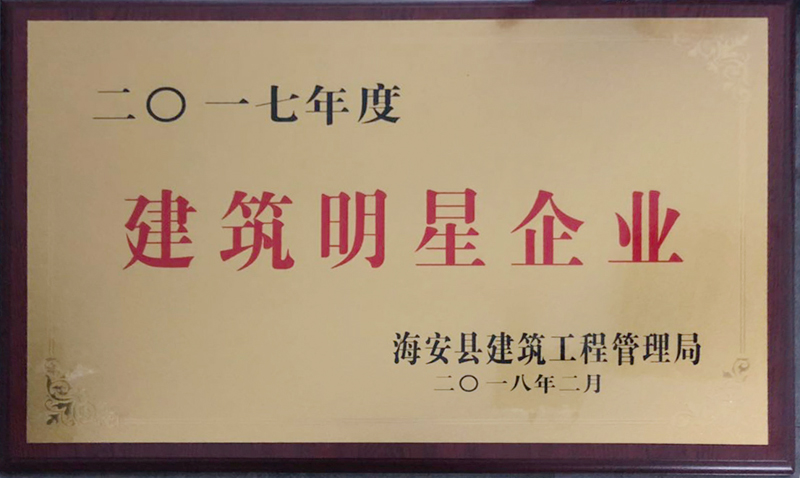 二〇一七年度
建筑明星企业
海安县建筑工程管理局
二〇一八年二月